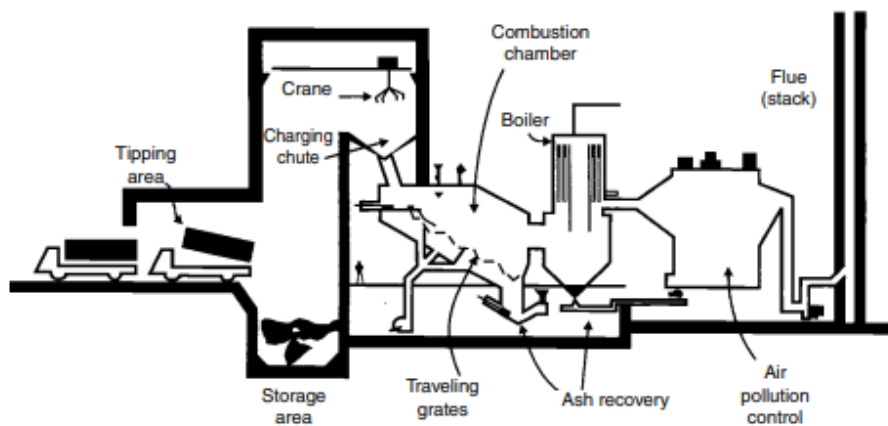 Combustion
chamber
Flue
(stack)
Crane
Boiler
Charging
chute
Tipping
area
Storage
area
Traveling
grates
Ash recovery
Air
pollution
control